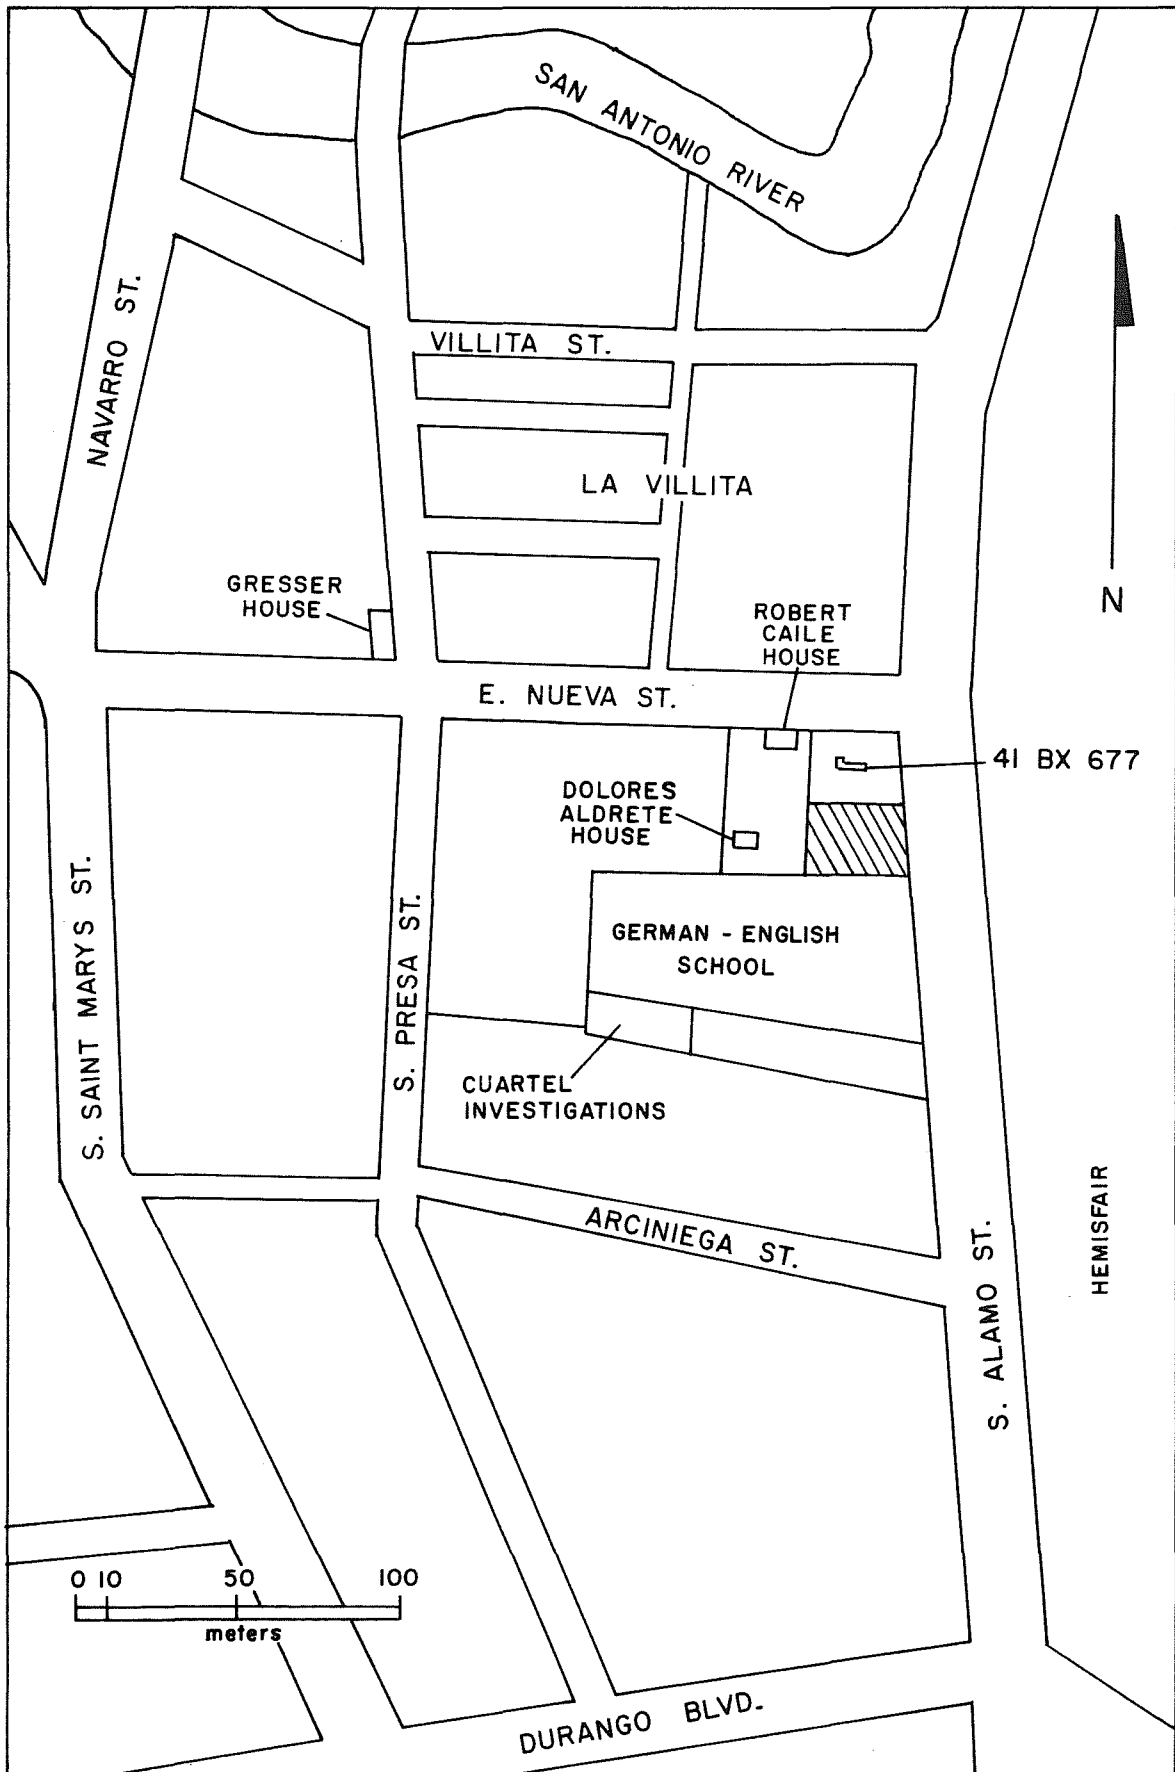 SAN ANTONIO RIVER
NAVARRO ST.
VILLITA ST.
LA VILLITA
GRESSER
HOUSE
N
ROBERT
CAILE
HOUSE
E. NUEVA ST.
41 BX 677
DOLORES
ALDRETE
HOUSE
S. SAINT MARYS ST.
S. PRESA ST.
GERMAN - ENGLISH
SCHOOL
CUARTEL
INVESTIGATIONS
ARCINIEGA ST.
HEMISFAIR
S. ALAMO ST.
0 10 50 100
meters
DURANGO BLVD.